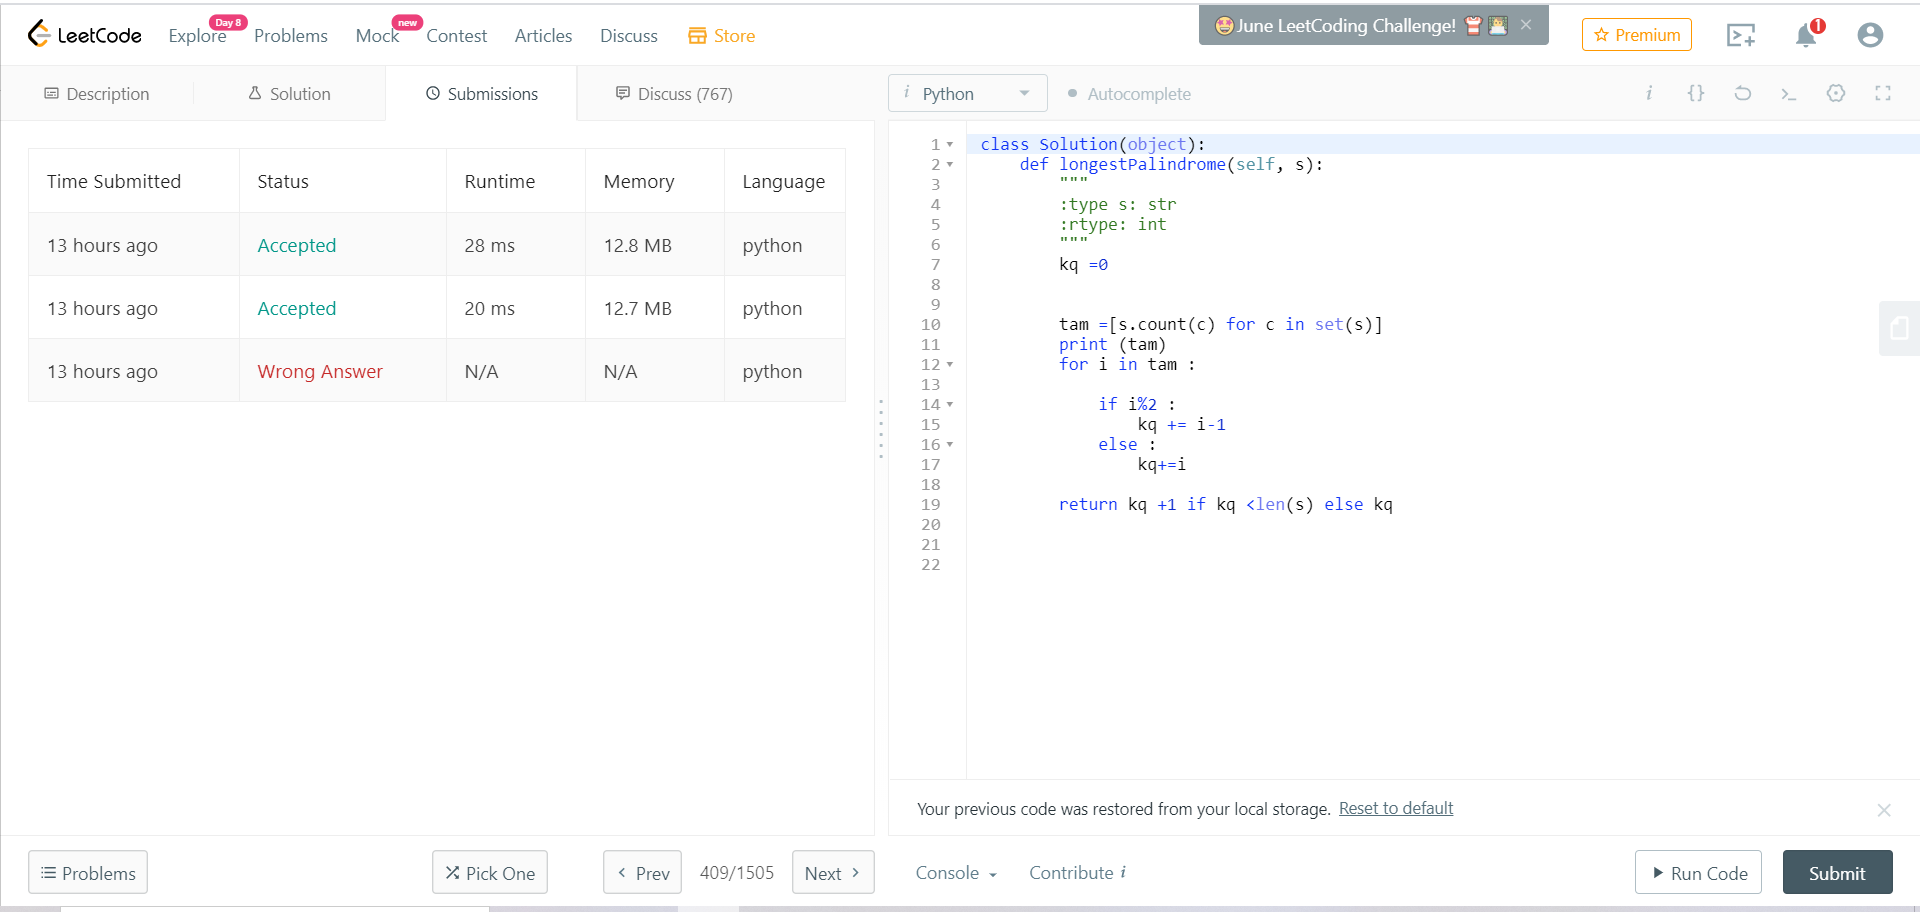 LeetCode Explore Day 8 Problems Mock new Contest Articles Discuss Store 🤩June LeetCoding Challenge! Premium 1
Description Solution Submissions Discuss (767)
Time Submitted Status Runtime Memory Language
13 hours ago Accepted 28 ms 12.8 MB python
13 hours ago Accepted 20 ms 12.7 MB python
13 hours ago Wrong Answer N/A N/A python
i Python Autocomplete i {} >_
1 class Solution(object):
2 def longestPalindrome(self, s):
3 """
4 :type s: str
5 :rtype: int
6 """
7 kq =0
8
9
10 tam =[s.count(c) for c in set(s)]
11 print (tam)
12 for i in tam :
13
14 if i%2 :
15 kq += i-1
16 else :
17 kq+=i
18
19 return kq +1 if kq <len(s) else kq
20
21
22
Your previous code was restored from your local storage. Reset to default
Problems Pick One Prev 409/1505 Next Console Contribute i Run Code Submit